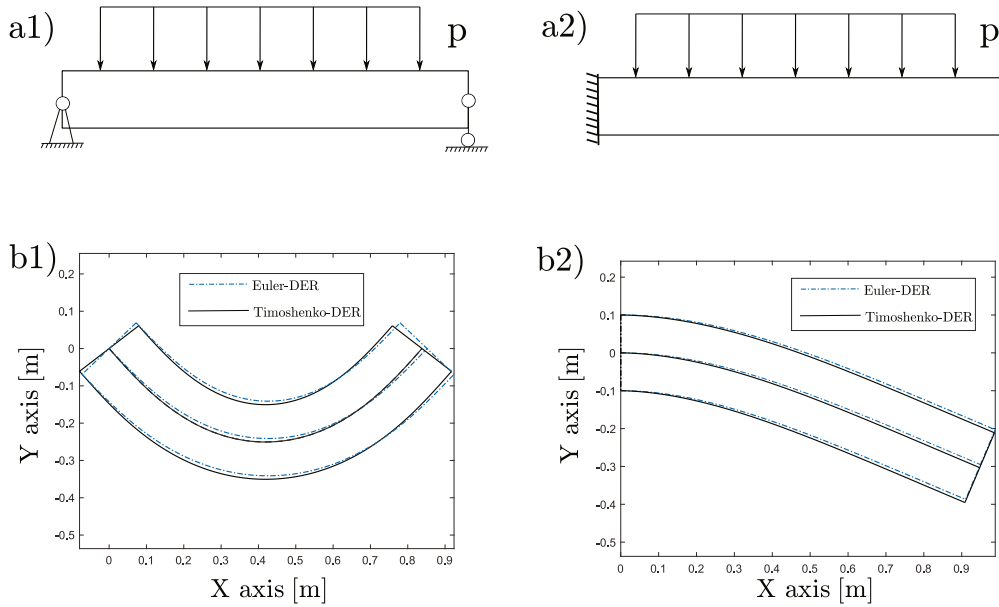 a1)
p
a2)
p
b1)
0.2
0.1
0
-0.1
-0.2
-0.3
-0.4
-0.5
Y axis [m]
Euler-DER
Timoshenko-DER
0 0.1 0.2 0.3 0.4 0.5 0.6 0.7 0.8 0.9
X axis [m]
b2)
0.2
0.1
0
-0.1
-0.2
-0.3
-0.4
-0.5
Y axis [m]
Euler-DER
Timoshenko-DER
0 0.1 0.2 0.3 0.4 0.5 0.6 0.7 0.8 0.9
X axis [m]